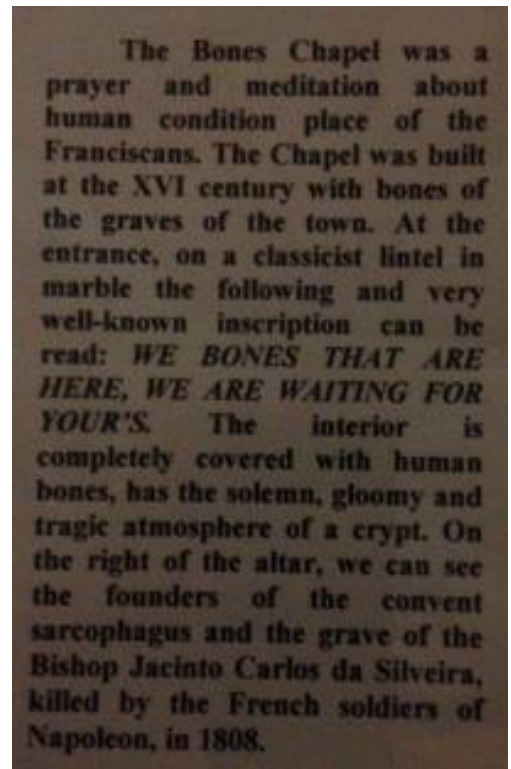 The Bones Chapel was a
prayer and meditation about
human condition place of the
Franciscans. The Chapel was built
at the XVI century with bones of
the graves of the town. At the
entrance, on a classicist lintel in
marble the following and very
well-known inscription can be
read: WE BONES THAT ARE
HERE, WE ARE WAITING FOR
YOUR'S. The interior is
completely covered with human
bones, has the solemn, gloomy and
tragic atmosphere of a crypt. On
the right of the altar, we can see
the founders of the convent
sarcophagus and the grave of the
Bishop Jacinto Carlos da Silveira,
killed by the French soldiers of
Napoleon, in 1808.